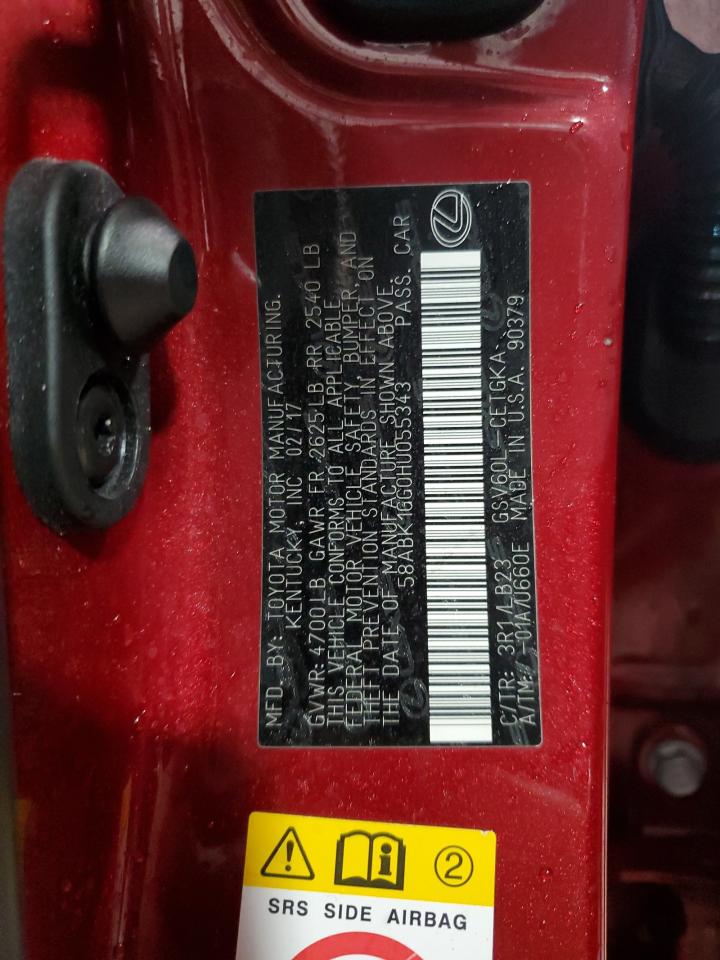 MFD. BY: TOYOTA MOTOR MANUFACTURING.
KENTUCKY, INC 02/17
GVWR: 4700LB GAWR FR 2625 LB RR 2540 LB
THIS VEHICLE CONFORMS TO ALL APPLICABLE
FEDERAL MOTOR VEHICLE SAFETY, BUMPER, AND
THEFT PREVENTION STANDARDS IN EFFECT ON
THE DATE OF MANUFACTURE SHOWN ABOVE.
58ABK1GG0HU055343 PASS. CAR
C/TR: 3R1/LB23 GSV60L-CETGKA
A/TM: -01A/U660E MADE IN U.S.A. 90379
2
SRS SIDE AIRBAG